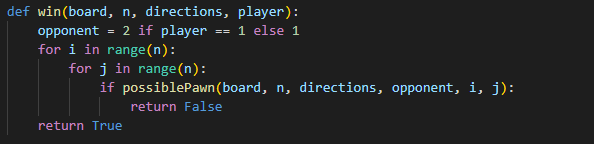 def win(board, n, directions, player):
    opponent = 2 if player == 1 else 1
    for i in range(n):
        for j in range(n):
            if possiblePawn(board, n, directions, opponent, i, j):
                return False
    return True